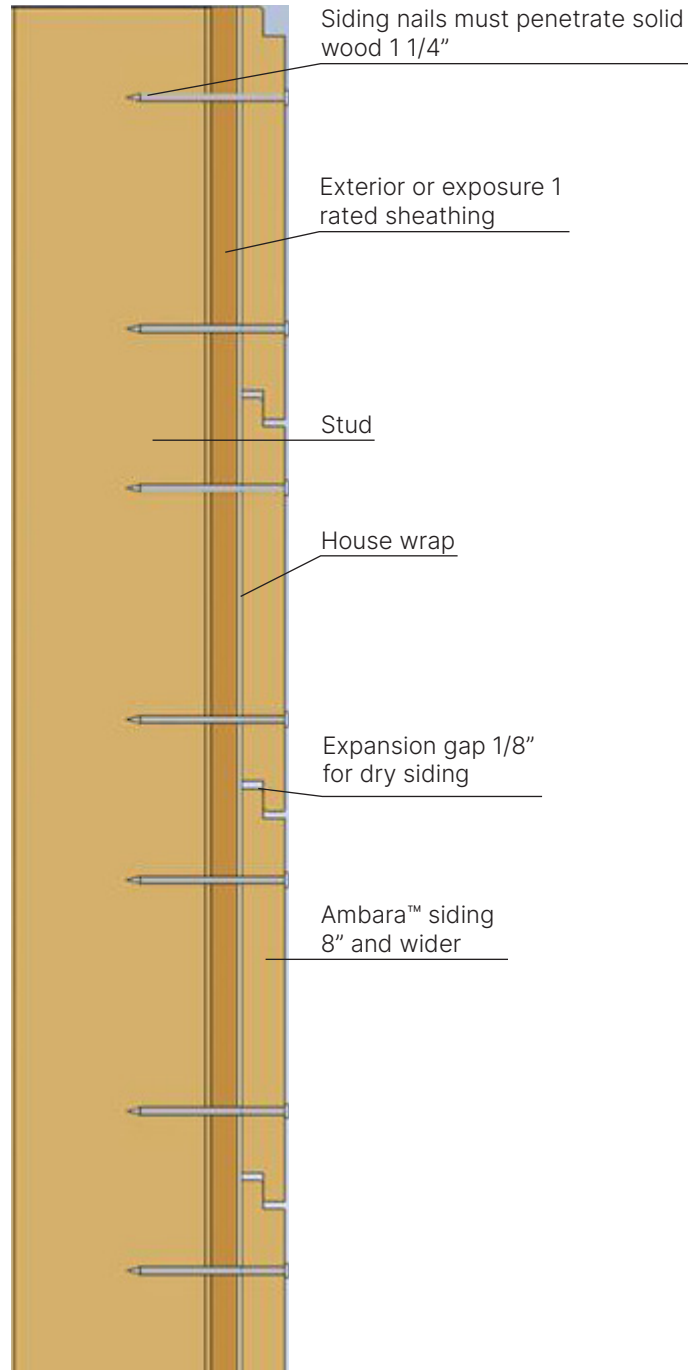 Siding nails must penetrate solid
wood 1 1/4”
Exterior or exposure 1
rated sheathing
Stud
House wrap
Expansion gap 1/8”
for dry siding
Ambara™ siding
8” and wider